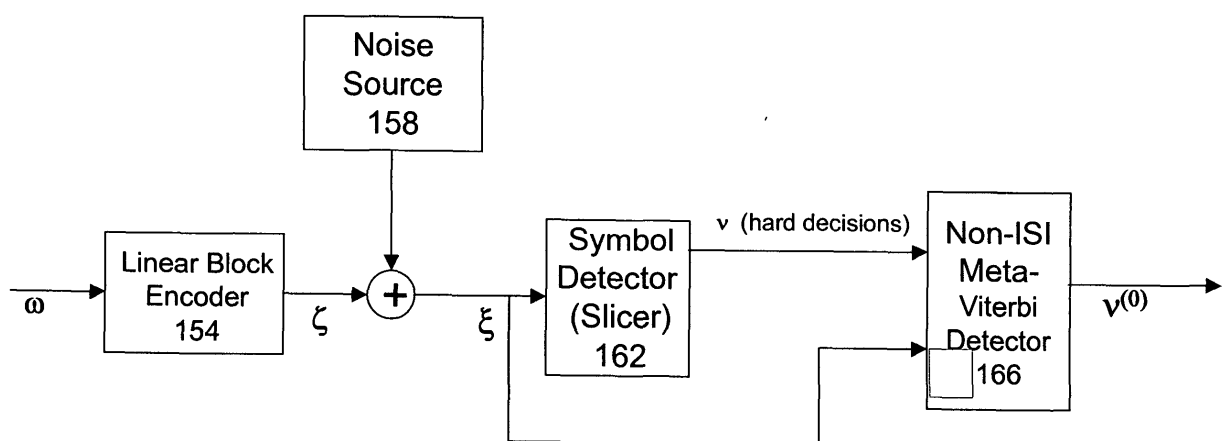 Noise
Source
158
ν (hard decisions)
Linear Block
Encoder
154
ω
ζ
+
ξ
Symbol
Detector
(Slicer)
162
Non-ISI
Meta-
Viterbi
Detector
166
ν(0)